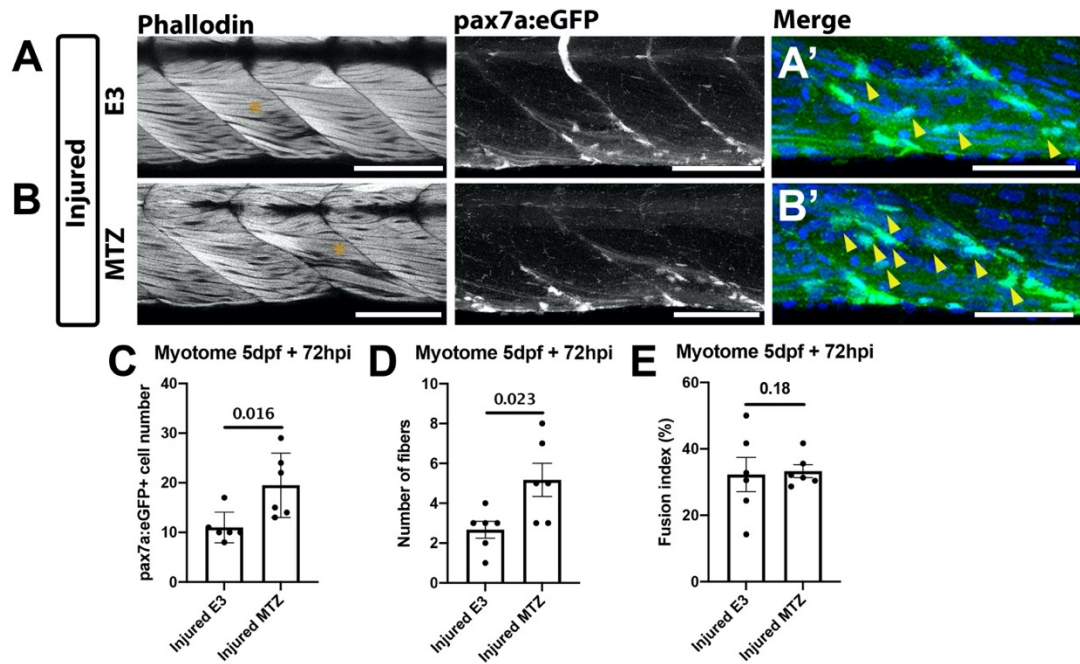 Phallodin pax7a:eGFP Merge
A A’
Injured
E3
* 
B B’
MTZ
*
C Myotome 5dpf + 72hpi
pax7a:eGFP+ cell number
40
30
20
10
0
0.016
Injured E3
Injured MTZ
D Myotome 5dpf + 72hpi
Number of fibers
10
8
6
4
2
0
0.023
Injured E3
Injured MTZ
E Myotome 5dpf + 72hpi
Fusion index (%)
60
40
20
0
0.18
Injured E3
Injured MTZ